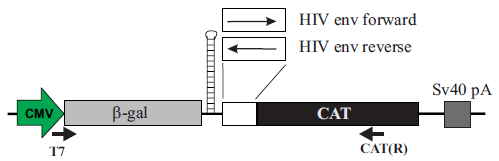 HIV env forward
HIV env reverse
Sv40 pA
CMV
β-gal
CAT
T7
CAT(R)